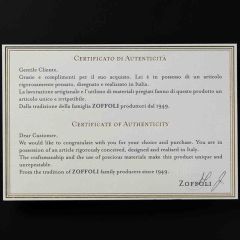 CERTIFICATO DI AUTENTICITÀ
Gentile Cliente,
Grazie e complimenti per il suo acquisto. Lei è in possesso di un articolo
rigorosamente pensato, disegnato e realizzato in Italia.
La lavorazione artigianale e l'utilizzo di materiali pregiati fanno di questo prodotto un
articolo unico e irripetibile.
Dalla tradizione della famiglia ZOFFOLI produttori dal 1949.
CERTIFICATE OF AUTHENTICITY
Dear Customer,
We would like to congratulate with you for your choice and purchase. You are in
possession of an article rigorously conceived, designed and realised in Italy.
The craftsmanship and the use of precious materials make this product unique and
unrepeatable.
From the tradition of ZOFFOLI family producers since 1949.
ZOFFOLI